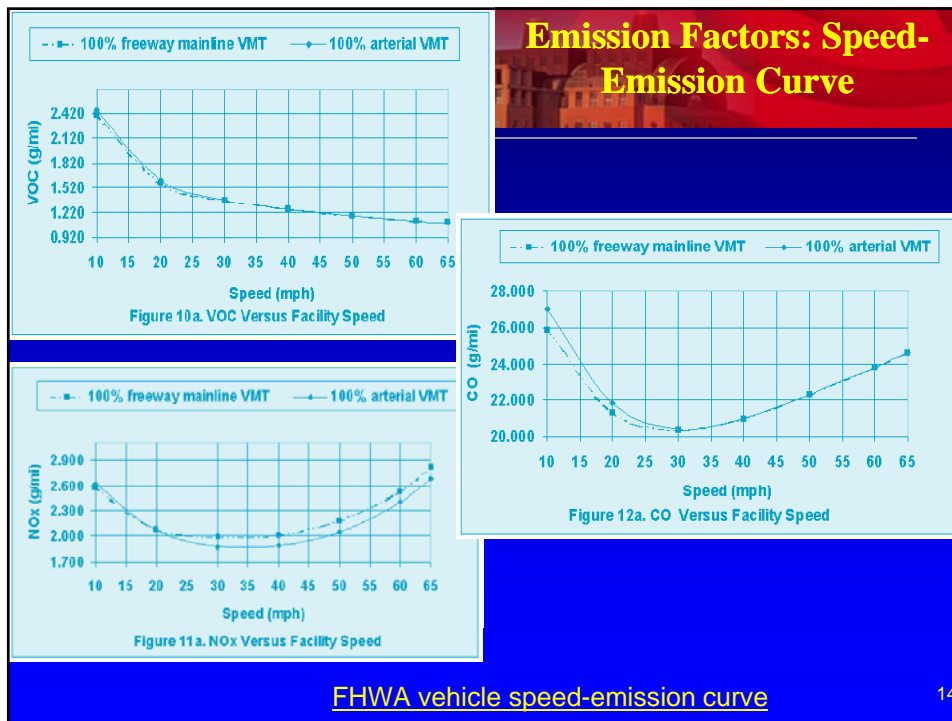 Emission Factors: Speed-
Emission Curve
100% freeway mainline VMT 100% arterial VMT
VOC (g/mi)
2.420
2.120
1.820
1.520
1.220
0.920
10 15 20 25 30 35 40 45 50 55 60 65
Speed (mph)
Figure 10a. VOC Versus Facility Speed
100% freeway mainline VMT 100% arterial VMT
CO (g/mi)
28.000
26.000
24.000
22.000
20.000
10 15 20 25 30 35 40 45 50 55 60 65
Speed (mph)
Figure 12a. CO Versus Facility Speed
100% freeway mainline VMT 100% arterial VMT
NOx (g/mi)
2.900
2.600
2.300
2.000
1.700
10 15 20 25 30 35 40 45 50 55 60 65
Speed (mph)
Figure 11a. NOx Versus Facility Speed
FHWA vehicle speed-emission curve
14